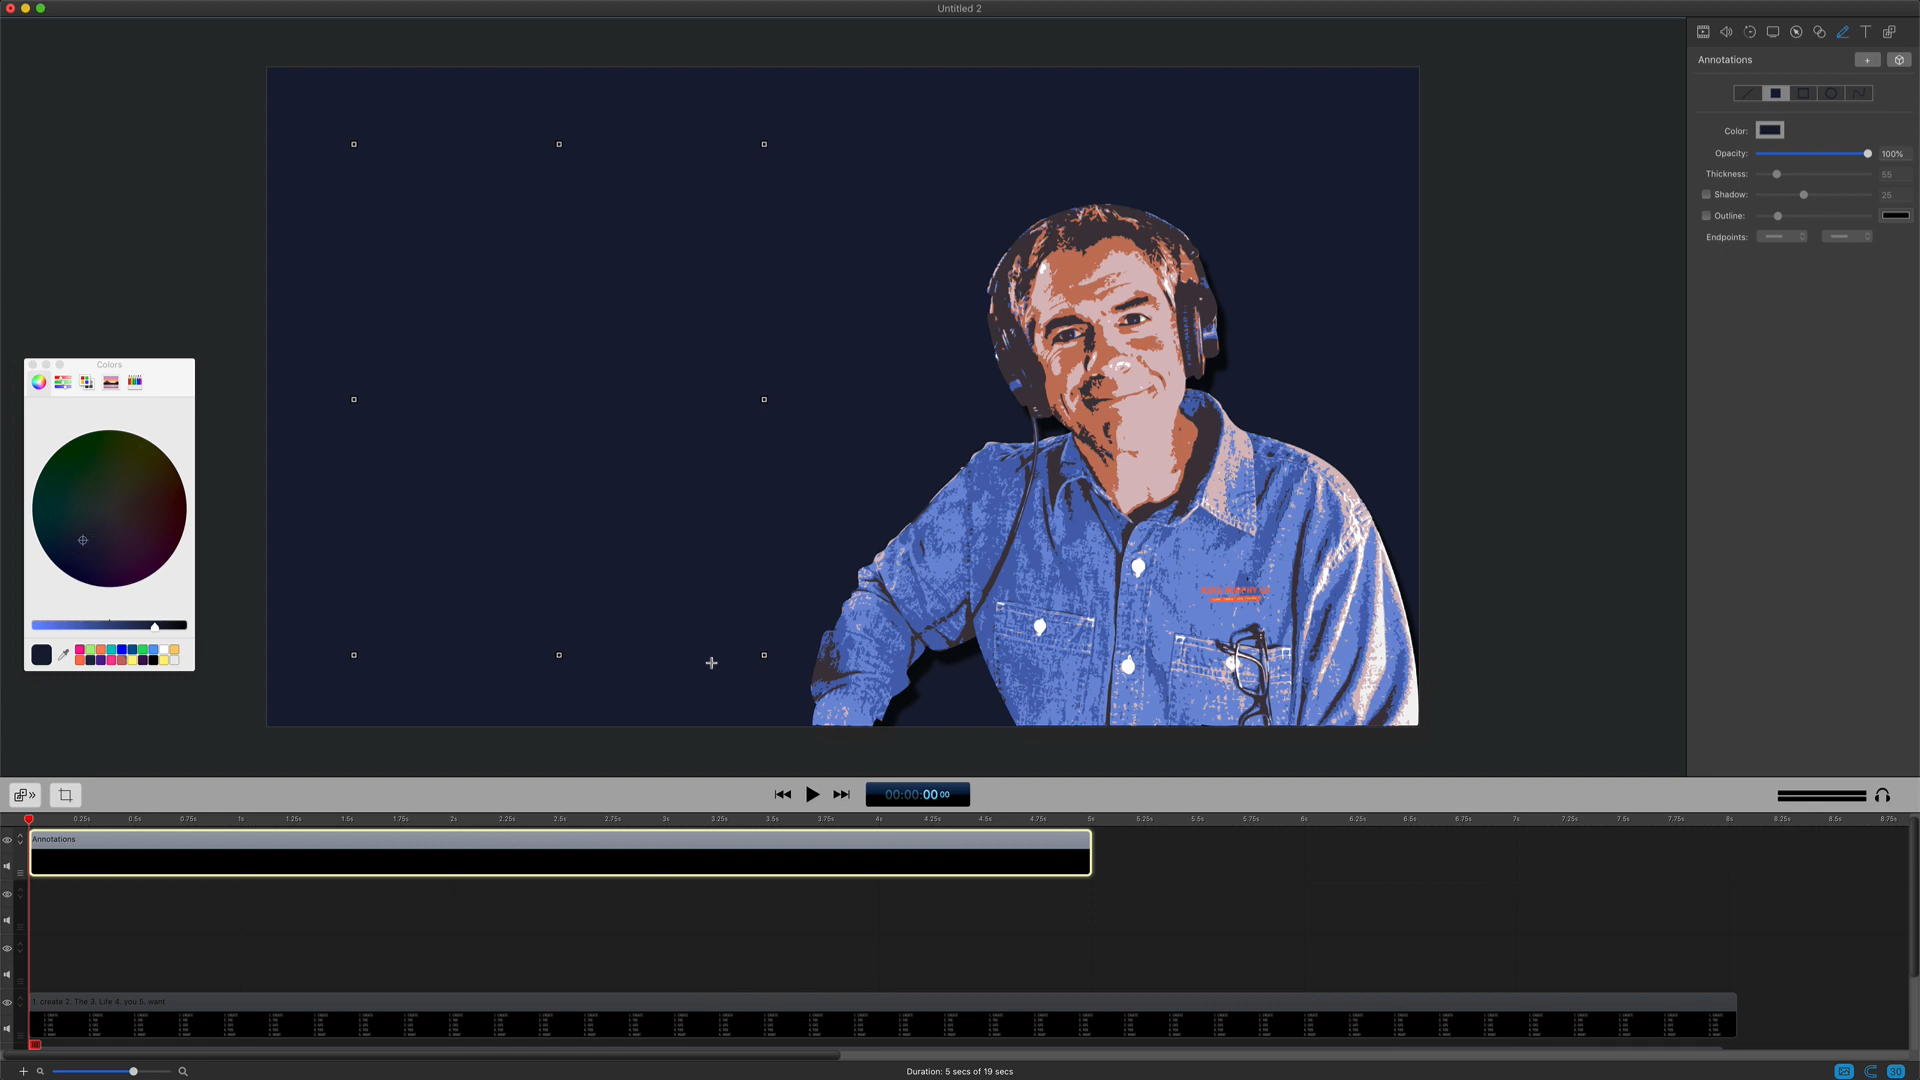 Untitled 2
Annotations
+
Color:
Opacity: 100%
Thickness: 55
Shadow: 25
Outline:
Endpoints:
Colors
00:00:00 00
0.25s 0.5s 0.75s 1s 1.25s 1.5s 1.75s 2s 2.25s 2.5s 2.75s 3s 3.25s 3.5s 3.75s 4s 4.25s 4.5s 4.75s 5s 5.25s 5.5s 5.75s 6s 6.25s 6.5s 6.75s 7s 7.25s 7.5s 7.75s 8s 8.25s 8.5s 8.75s
Annotations
1. create 2. The 3. Life 4. you 5. want
Duration: 5 secs of 19 secs
30